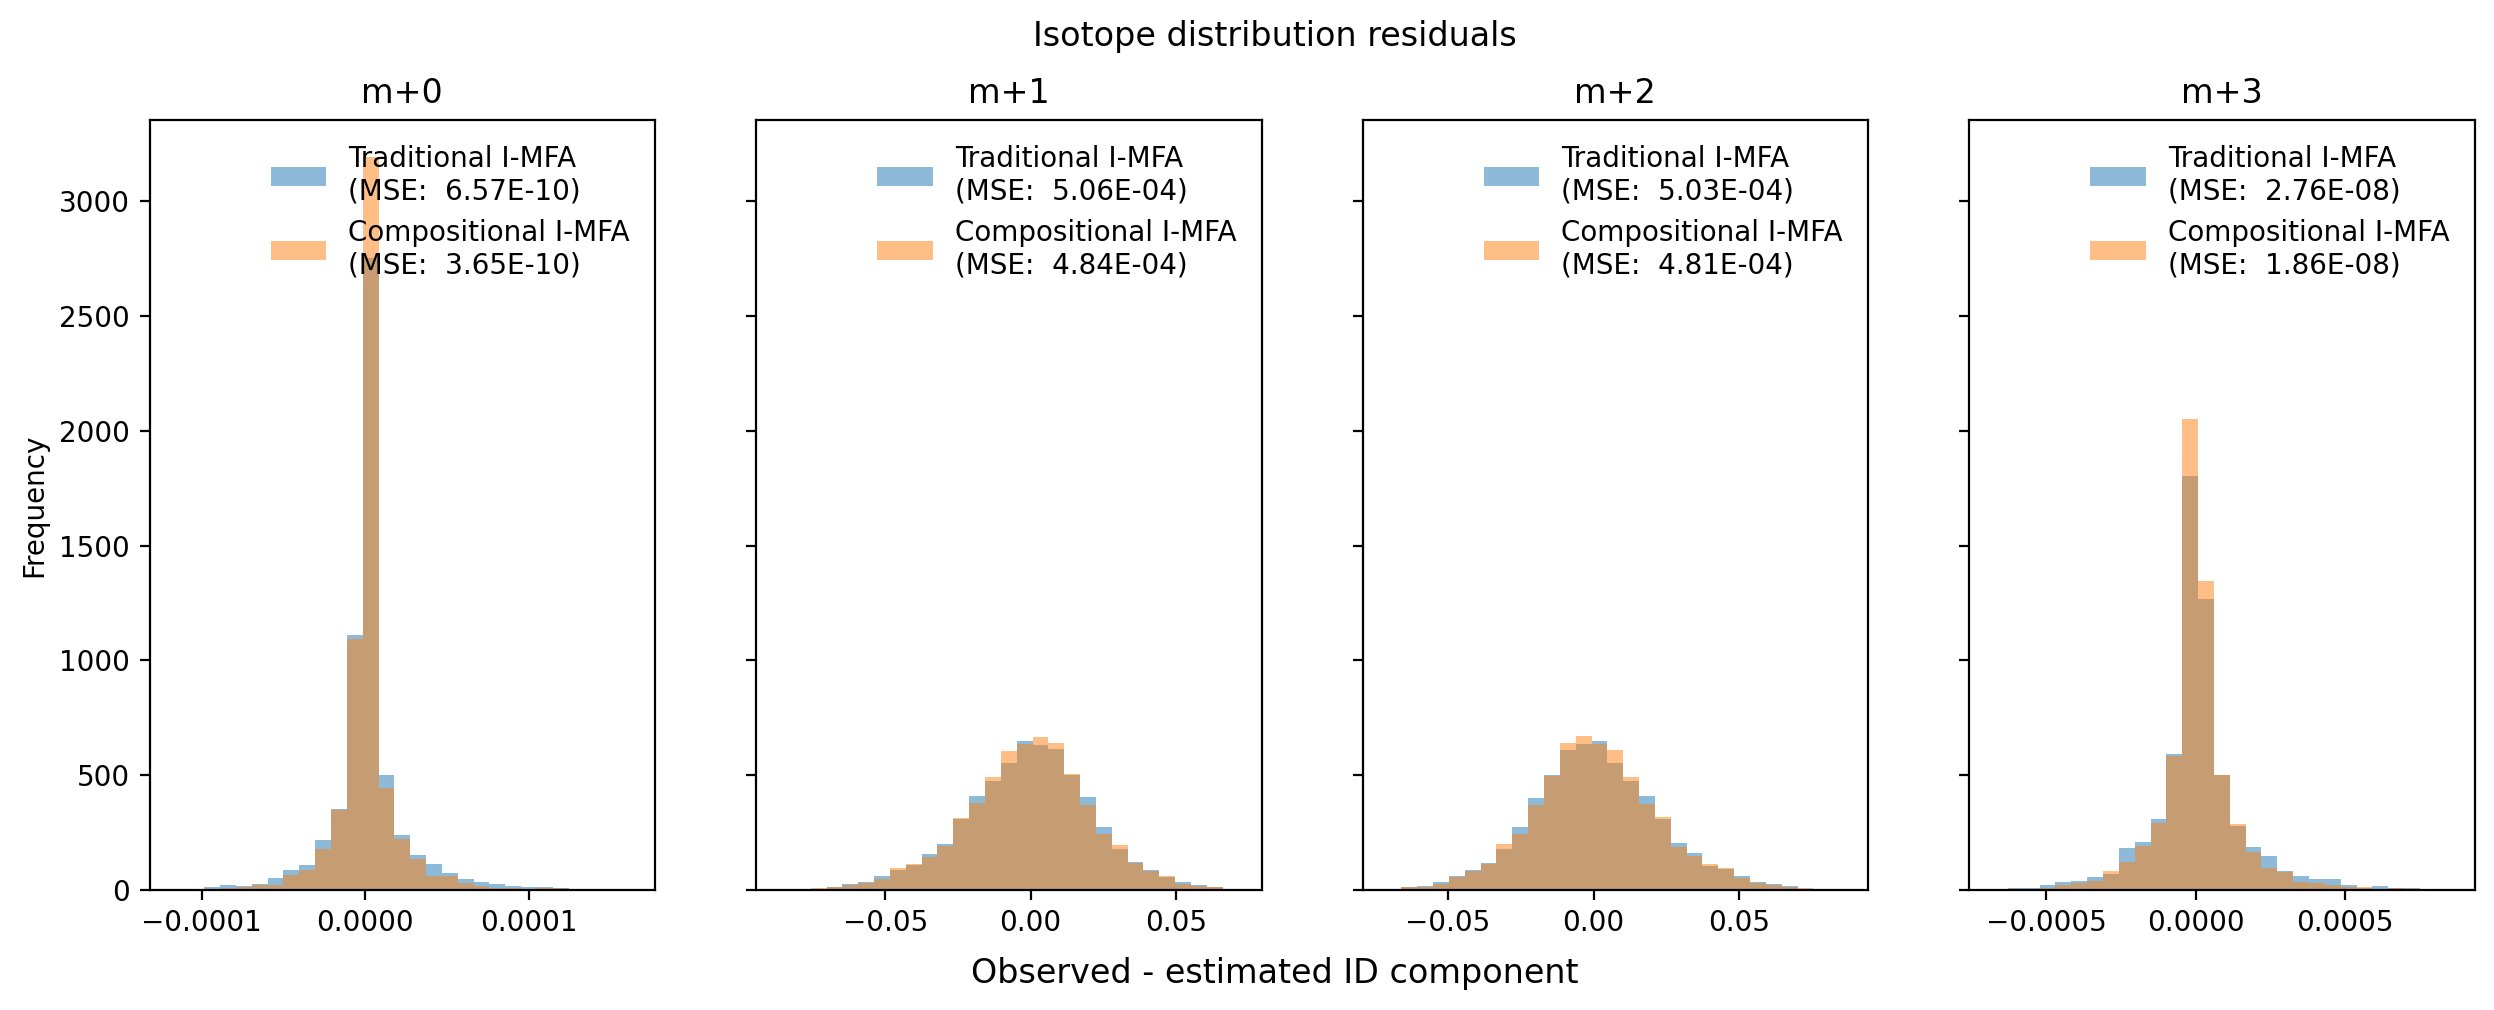 Isotope distribution residuals
m+0
m+1
m+2
m+3
Traditional I-MFA
(MSE:  6.57E-10)
Compositional I-MFA
(MSE:  3.65E-10)
Traditional I-MFA
(MSE:  5.06E-04)
Compositional I-MFA
(MSE:  4.84E-04)
Traditional I-MFA
(MSE:  5.03E-04)
Compositional I-MFA
(MSE:  4.81E-04)
Traditional I-MFA
(MSE:  2.76E-08)
Compositional I-MFA
(MSE:  1.86E-08)
Frequency
3000
2500
2000
1500
1000
500
0
−0.0001 0.0000 0.0001
−0.05 0.00 0.05
−0.05 0.00 0.05
−0.0005 0.0000 0.0005
Observed - estimated ID component